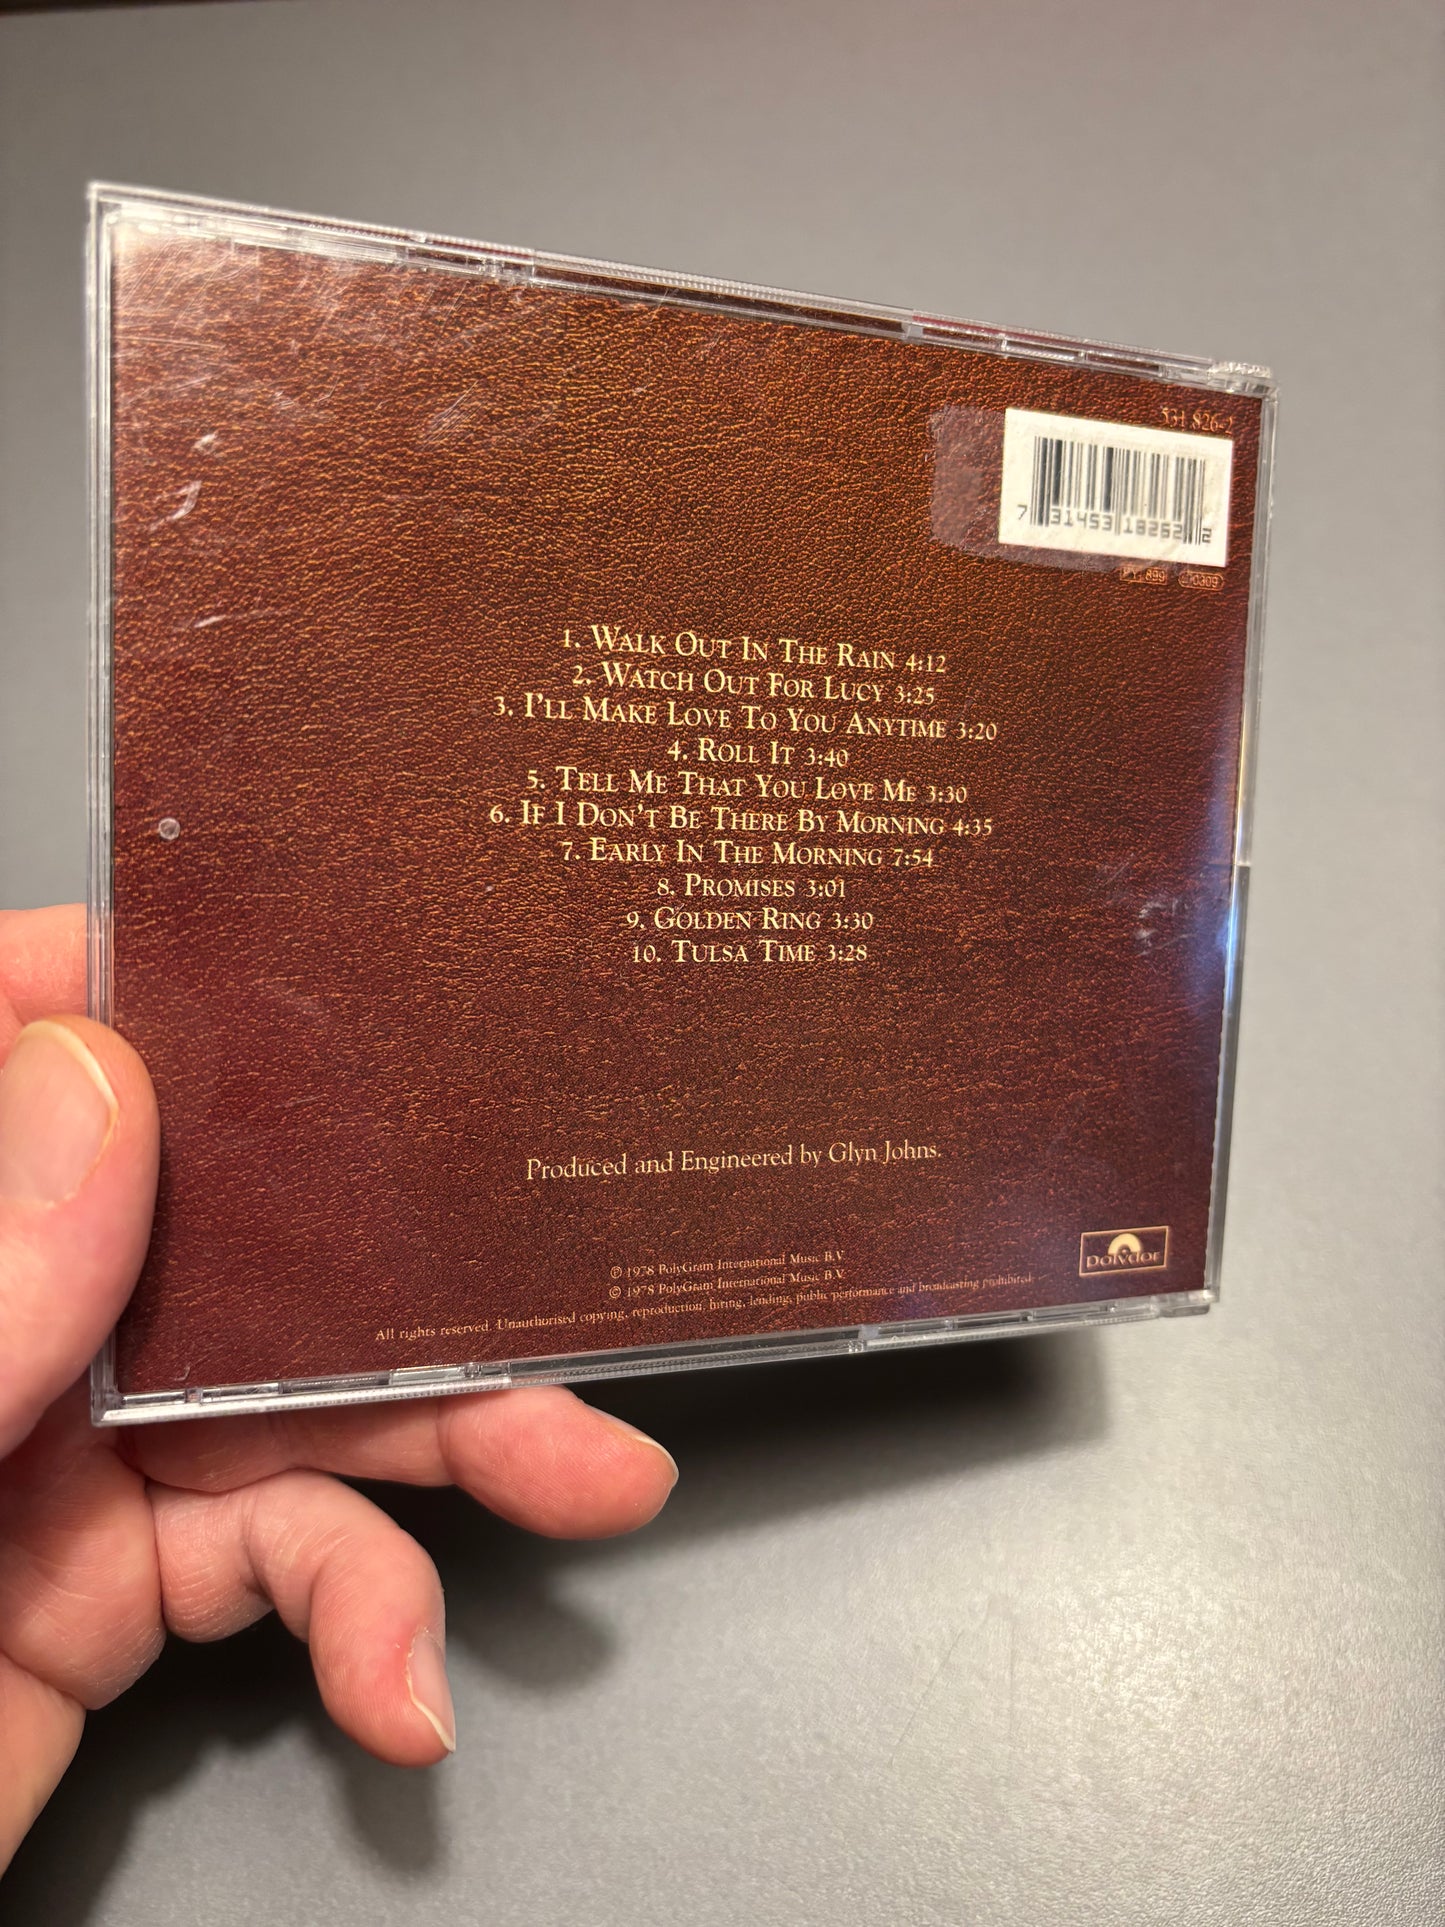 531 826-2
7 31453 18262 2
1. WALK OUT IN THE RAIN 4:12
2. WATCH OUT FOR LUCY 3:25
3. I'LL MAKE LOVE TO YOU ANYTIME 3:20
4. ROLL IT 3:40
5. TELL ME THAT YOU LOVE ME 3:30
6. IF I DON'T BE THERE BY MORNING 4:35
7. EARLY IN THE MORNING 7:54
8. PROMISES 3:01
9. GOLDEN RING 3:30
10. TULSA TIME 3:28
Produced and Engineered by Glyn Johns.
℗ 1978 PolyGram International Music B.V.
© 1978 PolyGram International Music B.V.
All rights reserved. Unauthorised copying, reproduction, hiring, lending, public performance and broadcasting prohibited.
polydor